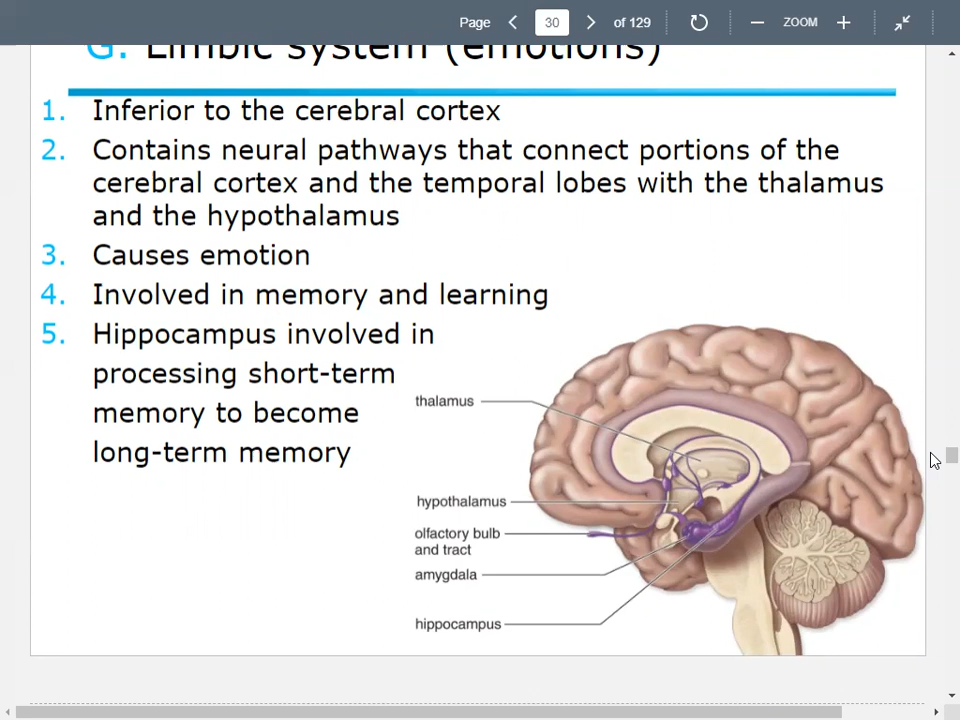 Page 30 of 129 ZOOM
G. Limbic system (emotions)
1. Inferior to the cerebral cortex
2. Contains neural pathways that connect portions of the
cerebral cortex and the temporal lobes with the thalamus
and the hypothalamus
3. Causes emotion
4. Involved in memory and learning
5. Hippocampus involved in
processing short-term
memory to become
long-term memory
thalamus
hypothalamus
olfactory bulb
and tract
amygdala
hippocampus